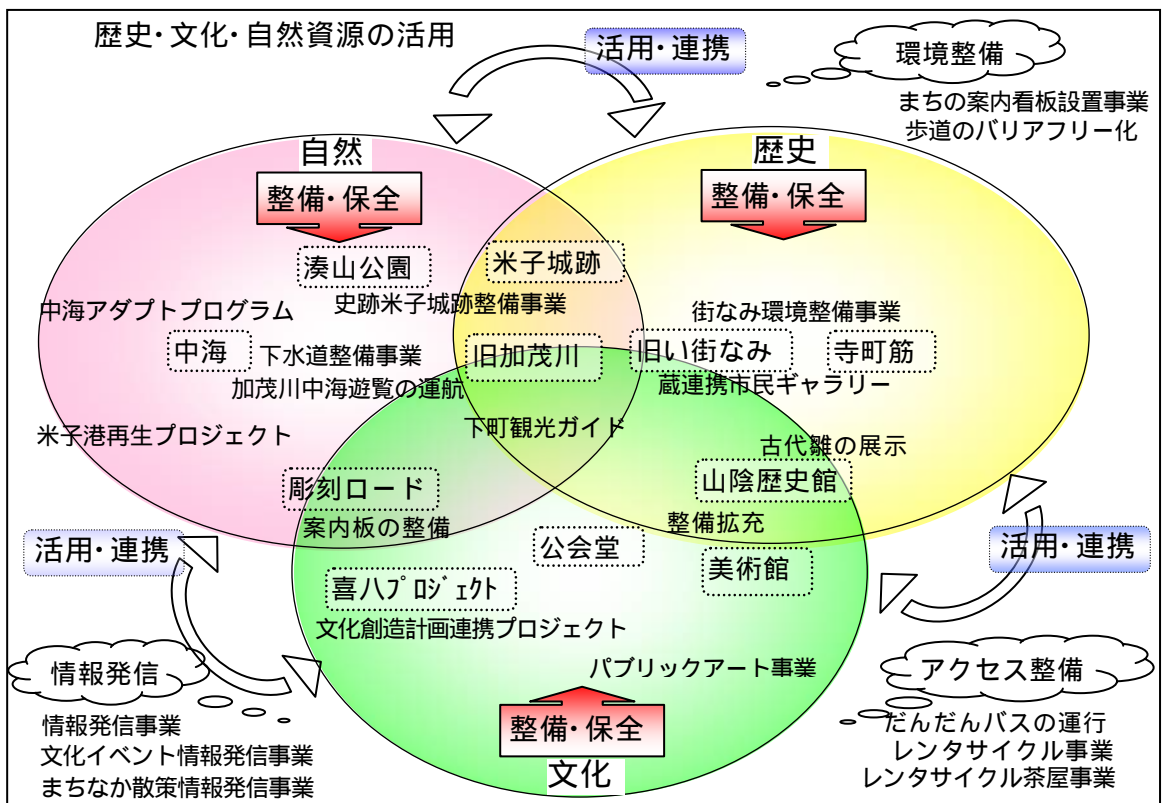 歴史・文化・自然資源の活用
活用・連携
環境整備
まちの案内看板設置事業
歩道のバリアフリー化
自然
整備・保全
歴史
整備・保全
湊山公園
米子城跡
史跡米子城跡整備事業
中海アダプトプログラム
街なみ環境整備事業
中海
下水道整備事業
旧加茂川
旧い街なみ
寺町筋
加茂川中海遊覧の運航
蔵連携市民ギャラリー
米子港再生プロジェクト
下町観光ガイド
古代雛の展示
彫刻ロード
山陰歴史館
案内板の整備
整備拡充
活用・連携
公会堂
美術館
活用・連携
喜八ﾌﾟﾛｼﾞｪｸﾄ
文化創造計画連携プロジェクト
パブリックアート事業
情報発信
情報発信事業
文化イベント情報発信事業
まちなか散策情報発信事業
整備・保全
文化
アクセス整備
だんだんバスの運行
レンタサイクル事業
レンタサイクル茶屋事業